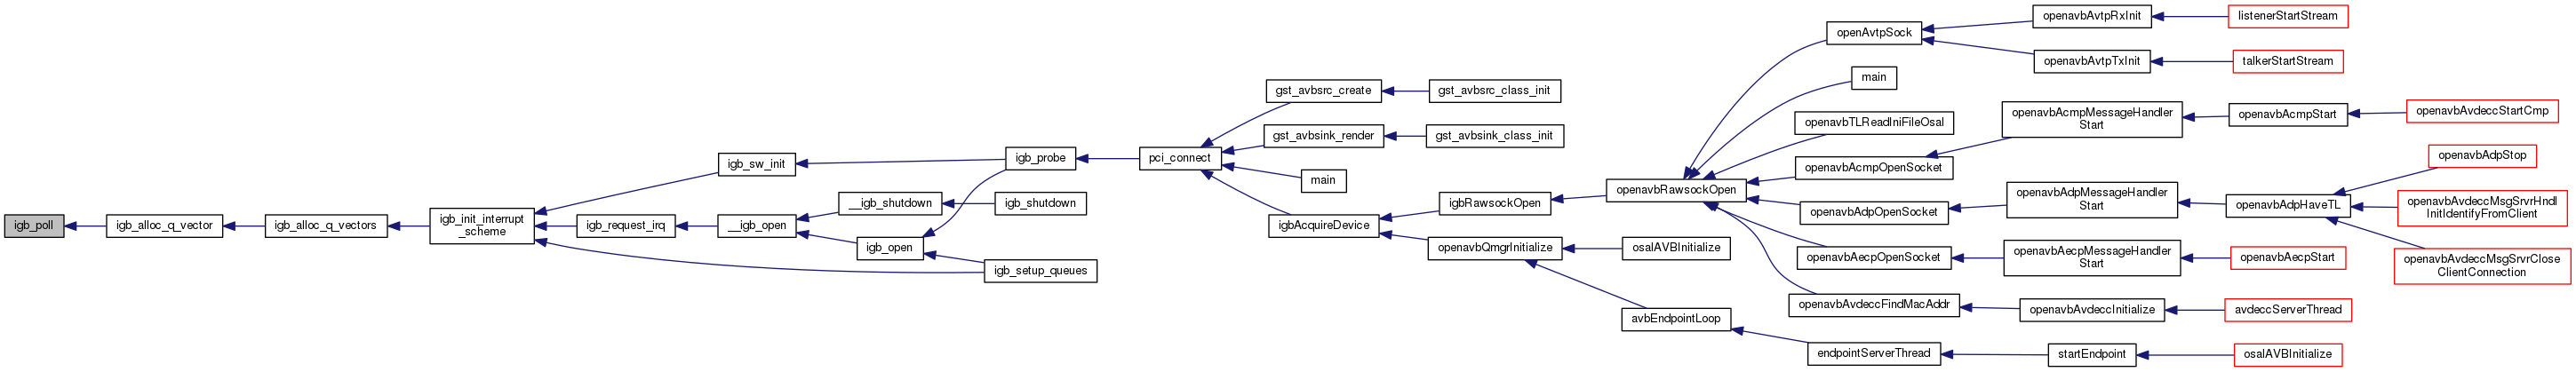 igb_poll
igb_alloc_q_vector
igb_alloc_q_vectors
igb_init_interrupt
_scheme
igb_sw_init
igb_request_irq
__igb_open
__igb_shutdown
igb_open
igb_probe
igb_shutdown
igb_setup_queues
pci_connect
gst_avbsrc_create
gst_avbsrc_class_init
gst_avbsink_render
gst_avbsink_class_init
main
igbAcquireDevice
igbRawsockOpen
openavbQmgrInitialize
osalAVBInitialize
avbEndpointLoop
openavbRawsockOpen
openAvtpSock
openavbAvtpRxInit
listenerStartStream
openavbAvtpTxInit
talkerStartStream
main
openavbTLReadIniFileOsal
openavbAcmpOpenSocket
openavbAcmpMessageHandler
Start
openavbAcmpStart
openavbAvdeccStartCmp
openavbAdpOpenSocket
openavbAdpMessageHandler
Start
openavbAdpHaveTL
openavbAdpStop
openavbAvdeccMsgSrvrHndl
InitIdentifyFromClient
openavbAvdeccMsgSrvrClose
ClientConnection
openavbAecpOpenSocket
openavbAecpMessageHandler
Start
openavbAecpStart
openavbAvdeccFindMacAddr
openavbAvdeccInitialize
avdeccServerThread
endpointServerThread
startEndpoint
osalAVBInitialize